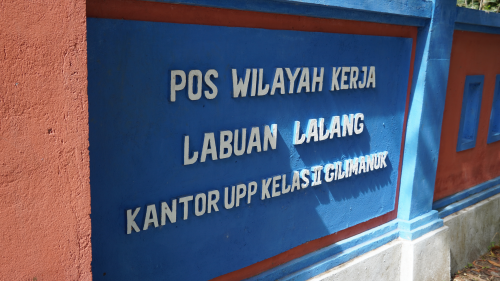 POS WILAYAH KERJA
LABUAN LALANG
KANTOR UPP KELAS II GILIMANUK